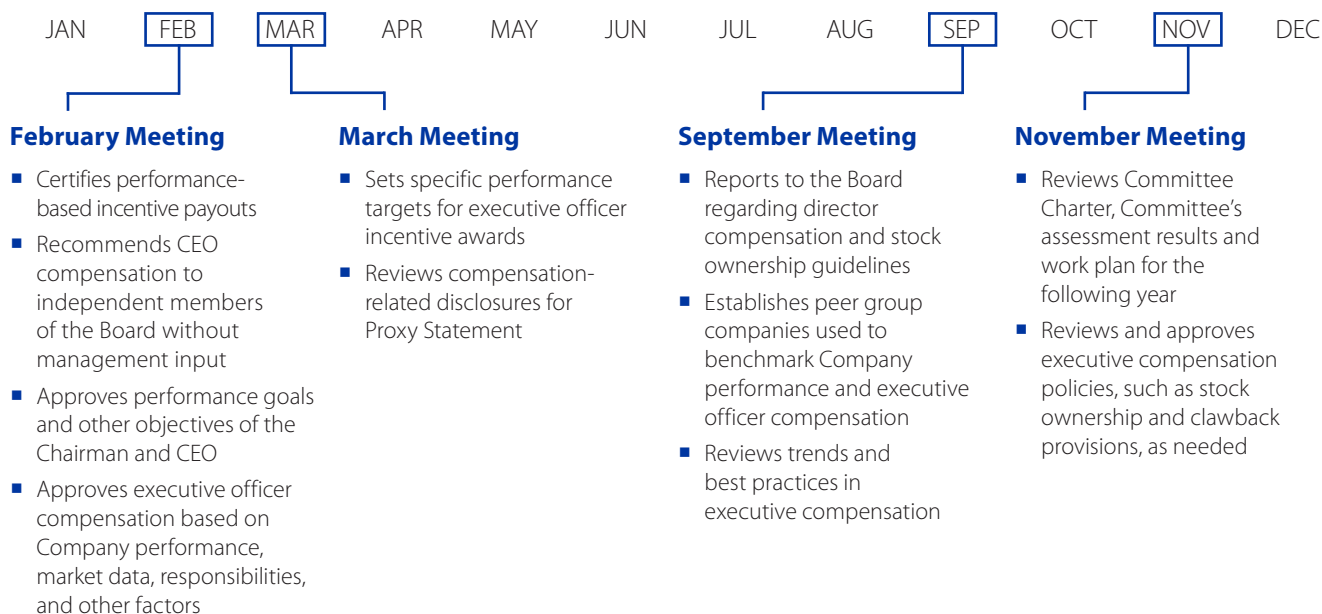 JAN FEB MAR APR MAY JUN JUL AUG SEP OCT NOV DEC
February Meeting
■ Certifies performance-
based incentive payouts
■ Recommends CEO
compensation to
independent members
of the Board without
management input
■ Approves performance goals
and other objectives of the
Chairman and CEO
■ Approves executive officer
compensation based on
Company performance,
market data, responsibilities,
and other factors
March Meeting
■ Sets specific performance
targets for executive officer
incentive awards
■ Reviews compensation-
related disclosures for
Proxy Statement
September Meeting
■ Reports to the Board
regarding director
compensation and stock
ownership guidelines
■ Establishes peer group
companies used to
benchmark Company
performance and executive
officer compensation
■ Reviews trends and
best practices in
executive compensation
November Meeting
■ Reviews Committee
Charter, Committee’s
assessment results and
work plan for the
following year
■ Reviews and approves
executive compensation
policies, such as stock
ownership and clawback
provisions, as needed